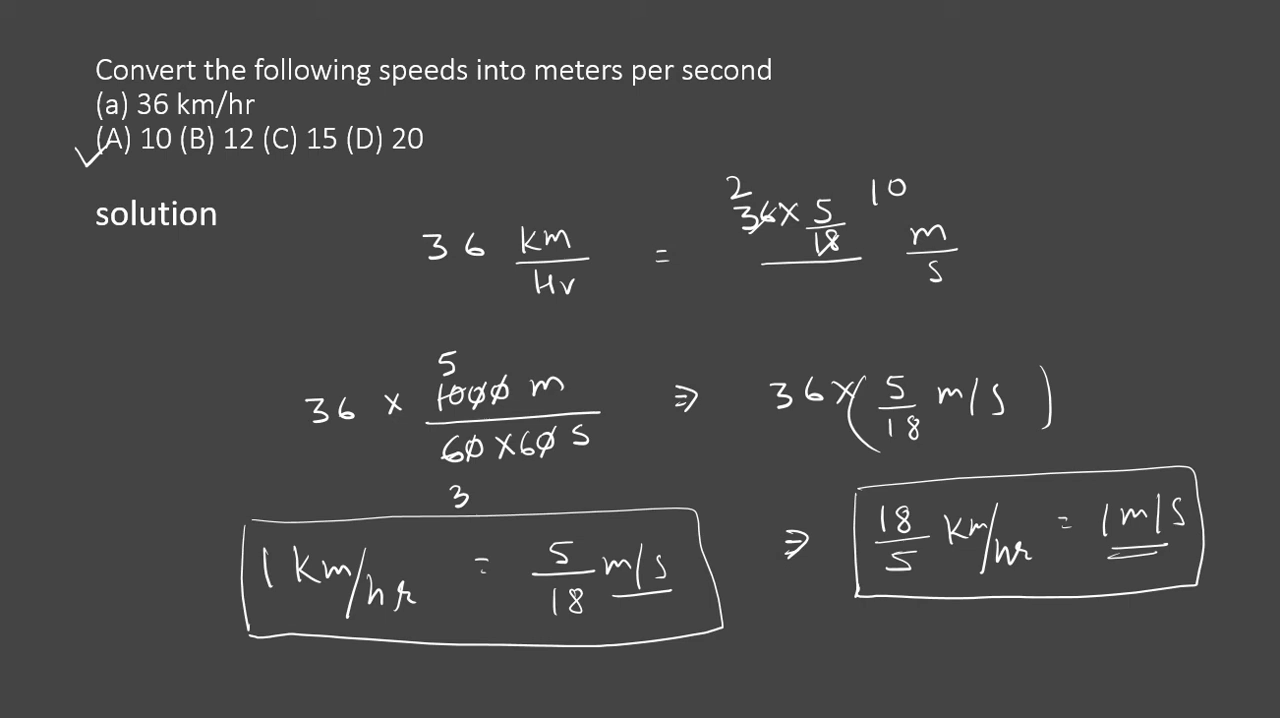 Convert the following speeds into meters per second
(a) 36 km/hr
(A) 10 (B) 12 (C) 15 (D) 20
solution
36 km/Hr = 2 36 × 5/18 10 m/s
36 × 5 1000 m / 60 × 60 s 3 ⇒ 36 × (5/18 m/s)
1 km/hr = 5/18 m/s ⇒ 18/5 km/hr = 1 m/s